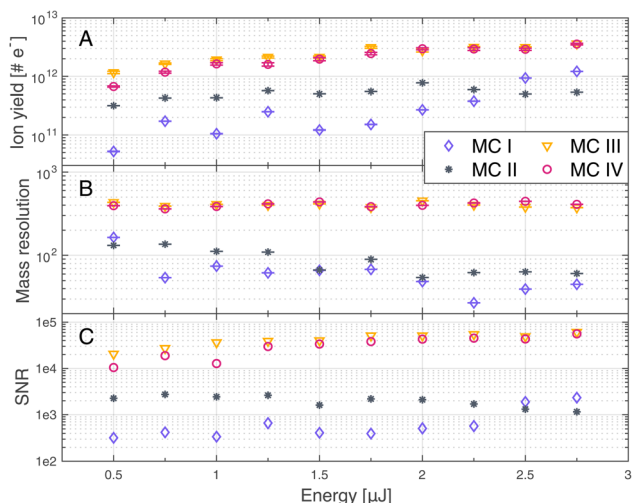 10^13
A
10^12
10^11
Ion yield [# e^-]
MC I
MC III
MC II
MC IV
10^3
B
10^2
Mass resolution
1e5
C
1e4
1e3
1e2
SNR
0.5 1 1.5 2 2.5 3
Energy [µJ]